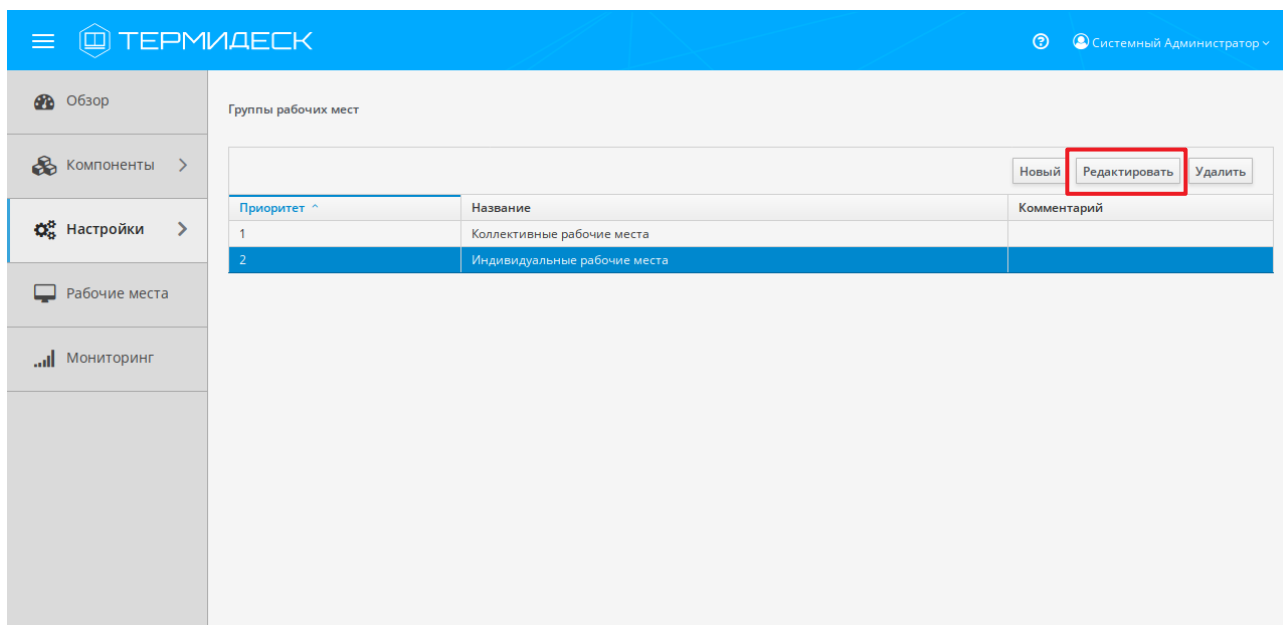 ТЕРМИДЕСК
Системный Администратор
Обзор
Компоненты
Настройки
Рабочие места
Мониторинг
Группы рабочих мест
Новый Редактировать Удалить
Приоритет Название Комментарий
1 Коллективные рабочие места
2 Индивидуальные рабочие места